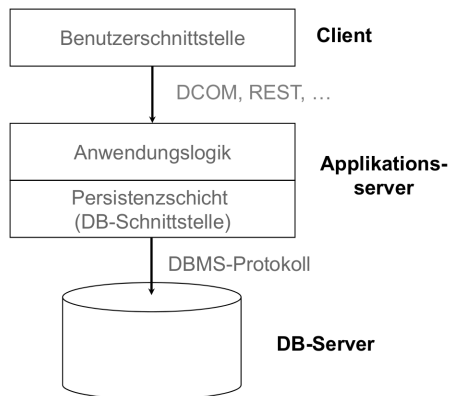 Benutzerschnittstelle
Client
DCOM, REST, …
Anwendungslogik
Persistenzschicht
(DB-Schnittstelle)
Applikations-
server
DBMS-Protokoll
DB-Server